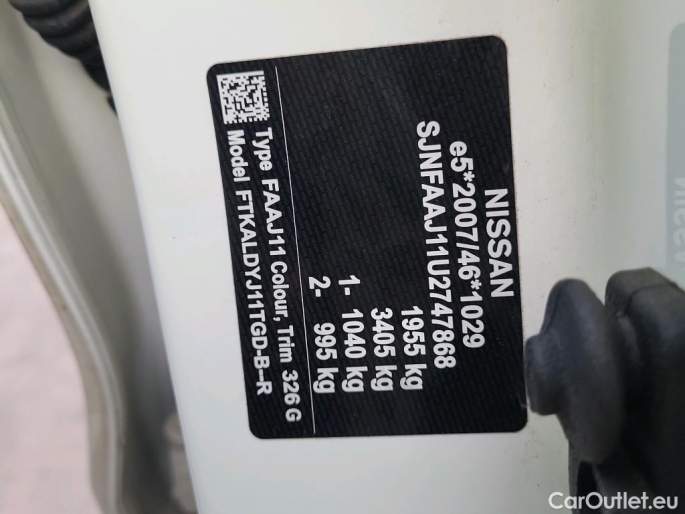 NISSAN
e5*2007/46*1029
SJNFAAJ11U2747868
1955 kg
3405 kg
1- 1040 kg
2- 995 kg
Type FAAJ11 Colour, Trim 326 G
Model FTKALDYJ11TGD-B--R
CarOutlet.eu